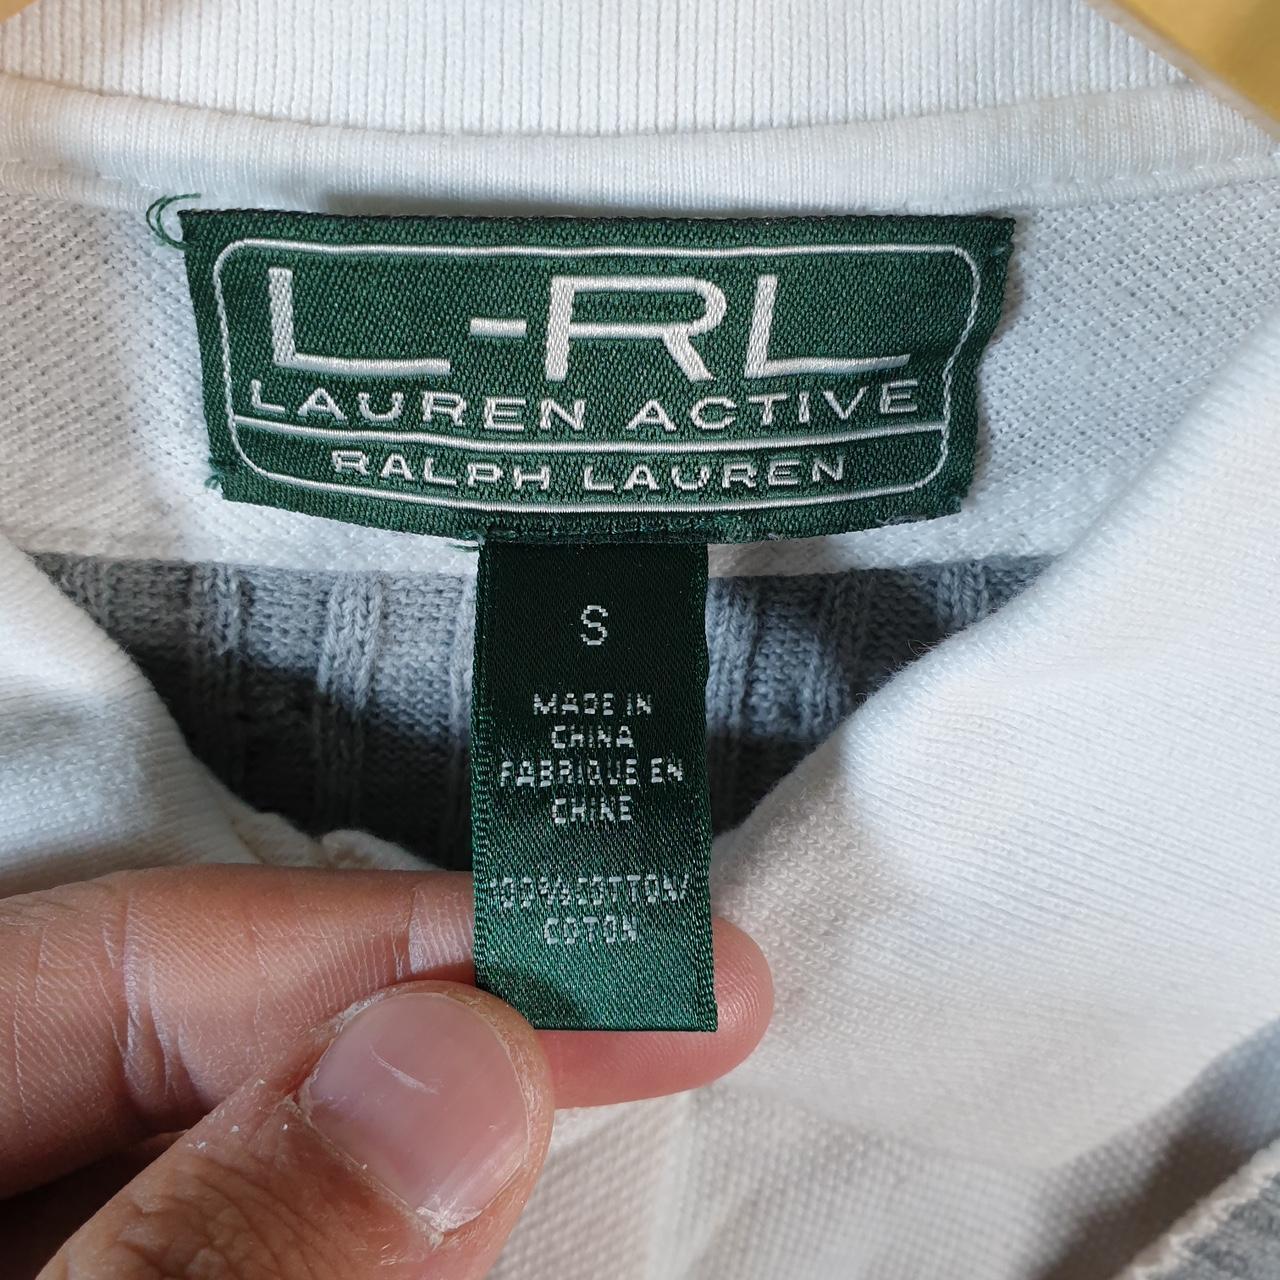 L-RL
LAUREN ACTIVE
RALPH LAUREN
S
MADE IN
CHINA
FABRIQUE EN
CHINE
100% COTTON/
COTON